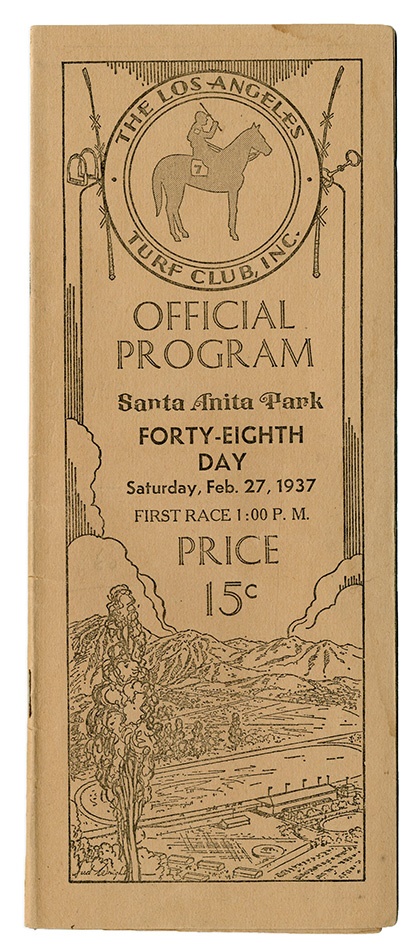 THE LOS ANGELES
TURF CLUB, INC.
7
OFFICIAL
PROGRAM
Santa Anita Park
FORTY-EIGHTH
DAY
Saturday, Feb. 27, 1937
FIRST RACE 1:00 P. M.
PRICE
15c